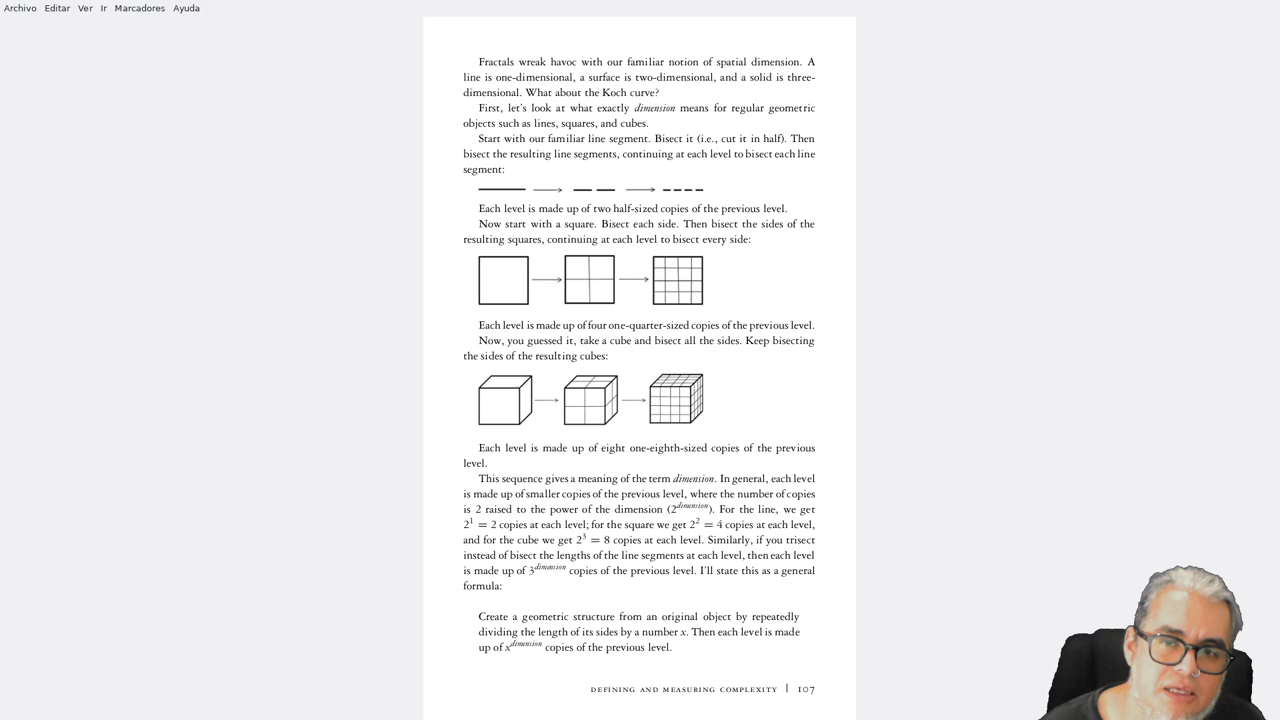 Archivo Editar Ver Ir Marcadores Ayuda
Fractals wreak havoc with our familiar notion of spatial dimension. A
line is one-dimensional, a surface is two-dimensional, and a solid is three-
dimensional. What about the Koch curve?
First, let's look at what exactly dimension means for regular geometric
objects such as lines, squares, and cubes.
Start with our familiar line segment. Bisect it (i.e., cut it in half). Then
bisect the resulting line segments, continuing at each level to bisect each line
segment:
Each level is made up of two half-sized copies of the previous level.
Now start with a square. Bisect each side. Then bisect the sides of the
resulting squares, continuing at each level to bisect every side:
Each level is made up of four one-quarter-sized copies of the previous level.
Now, you guessed it, take a cube and bisect all the sides. Keep bisecting
the sides of the resulting cubes:
Each level is made up of eight one-eighth-sized copies of the previous
level.
This sequence gives a meaning of the term dimension. In general, each level
is made up of smaller copies of the previous level, where the number of copies
is 2 raised to the power of the dimension (2^dimension). For the line, we get
2^1 = 2 copies at each level; for the square we get 2^2 = 4 copies at each level,
and for the cube we get 2^3 = 8 copies at each level. Similarly, if you trisect
instead of bisect the lengths of the line segments at each level, then each level
is made up of 3^dimension copies of the previous level. I'll state this as a general
formula:
Create a geometric structure from an original object by repeatedly
dividing the length of its sides by a number x. Then each level is made
up of x^dimension copies of the previous level.
DEFINING AND MEASURING COMPLEXITY | 107